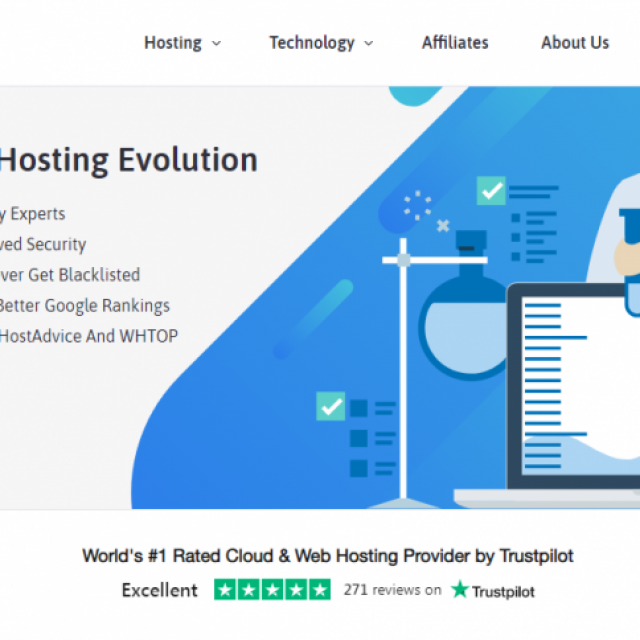 Hosting Technology Affiliates About Us
Hosting Evolution
y Experts
ved Security
ver Get Blacklisted
Better Google Rankings
HostAdvice And WHTOP
World's #1 Rated Cloud & Web Hosting Provider by Trustpilot
Excellent 271 reviews on Trustpilot